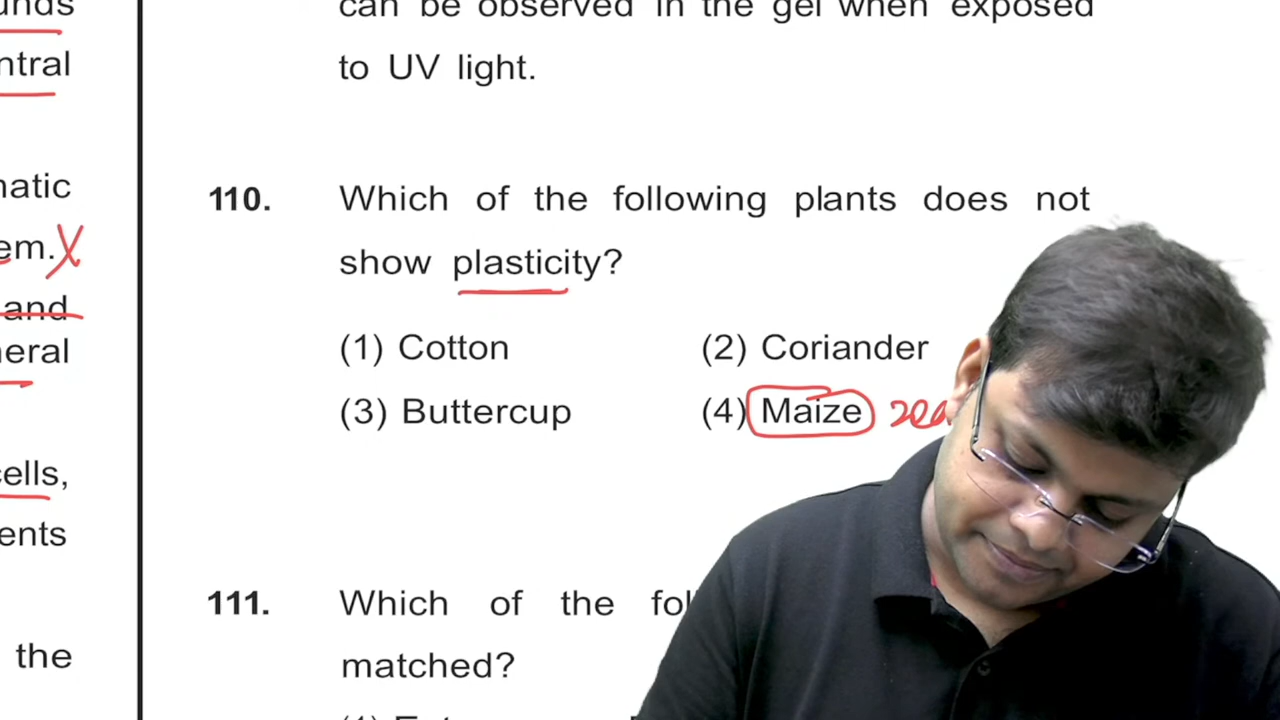 unds
ntral
natic
em.
and
neral
cells,
ents
the
can be observed in the gel when exposed
to UV light.
110. Which of the following plants does not
show plasticity?
(1) Cotton (2) Coriander
(3) Buttercup (4) Maize
111. Which of the
matched?